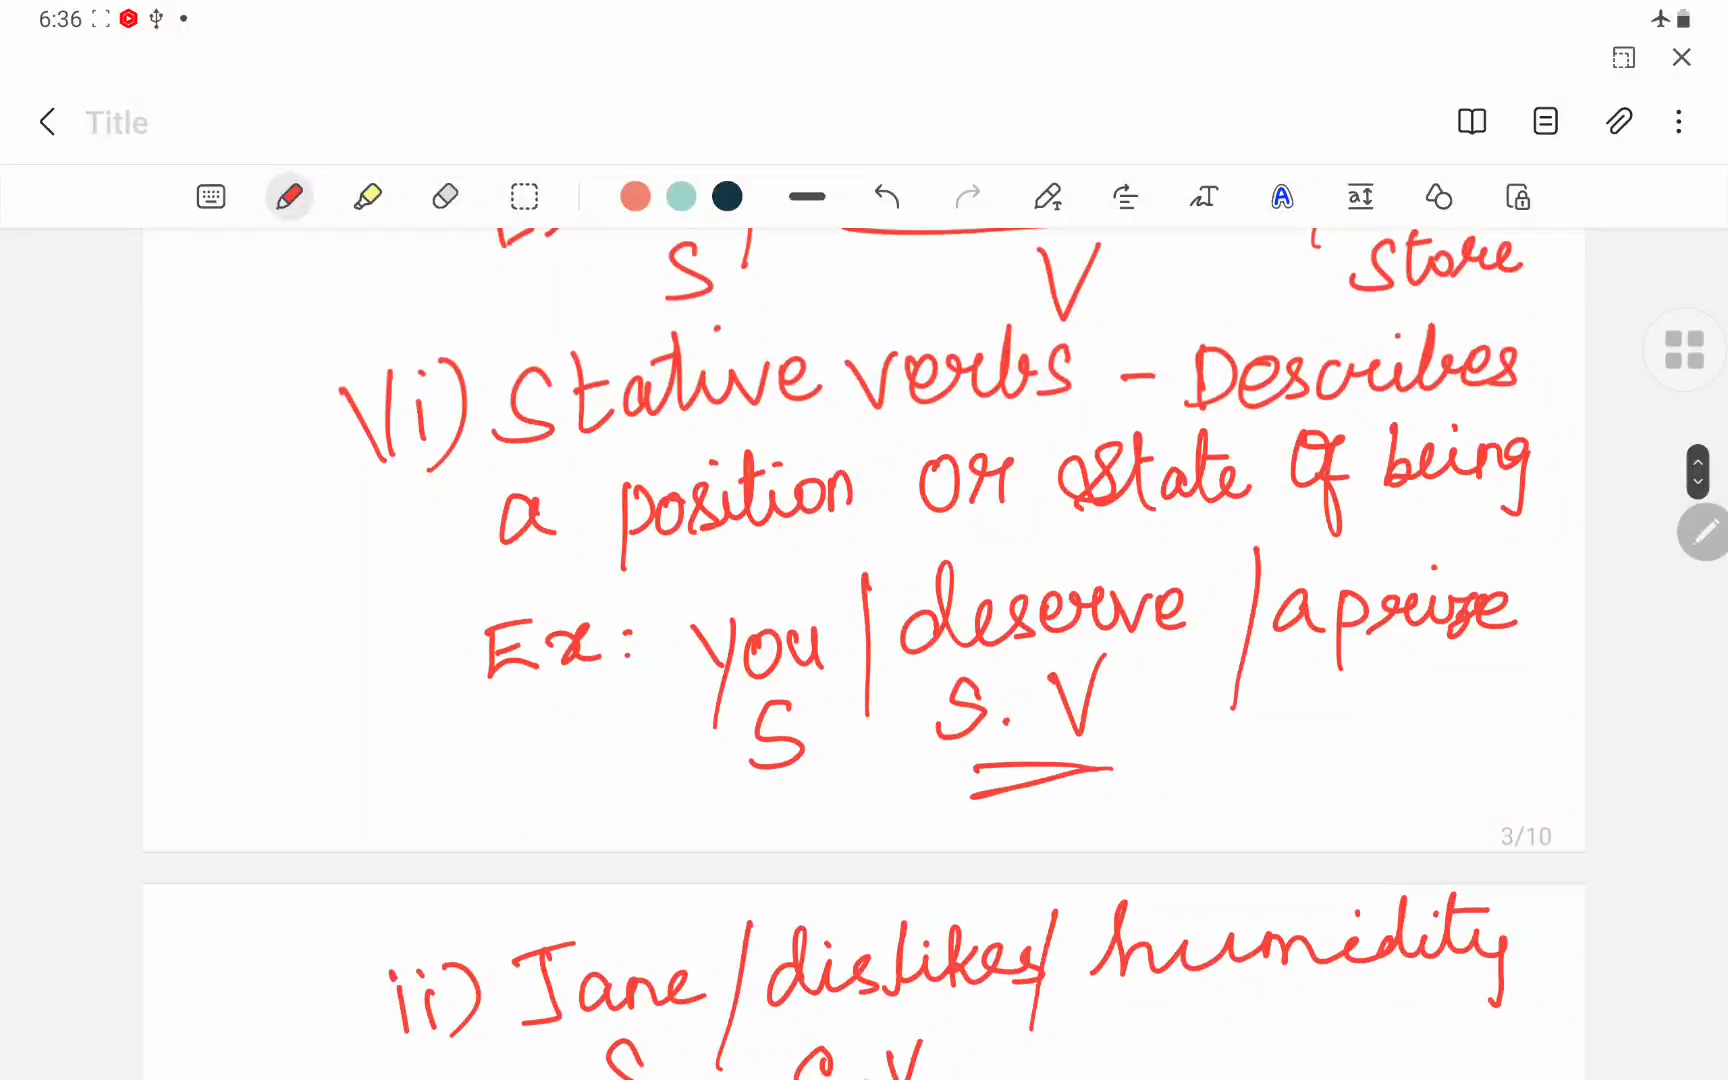 6:36
Title
S V Store
Vi) Stative verbs - Describes
a position or state of being
Ex: you / deserve / a prize
S S. V
3/10
ii) Jane / dislikes / humidity
S S. V